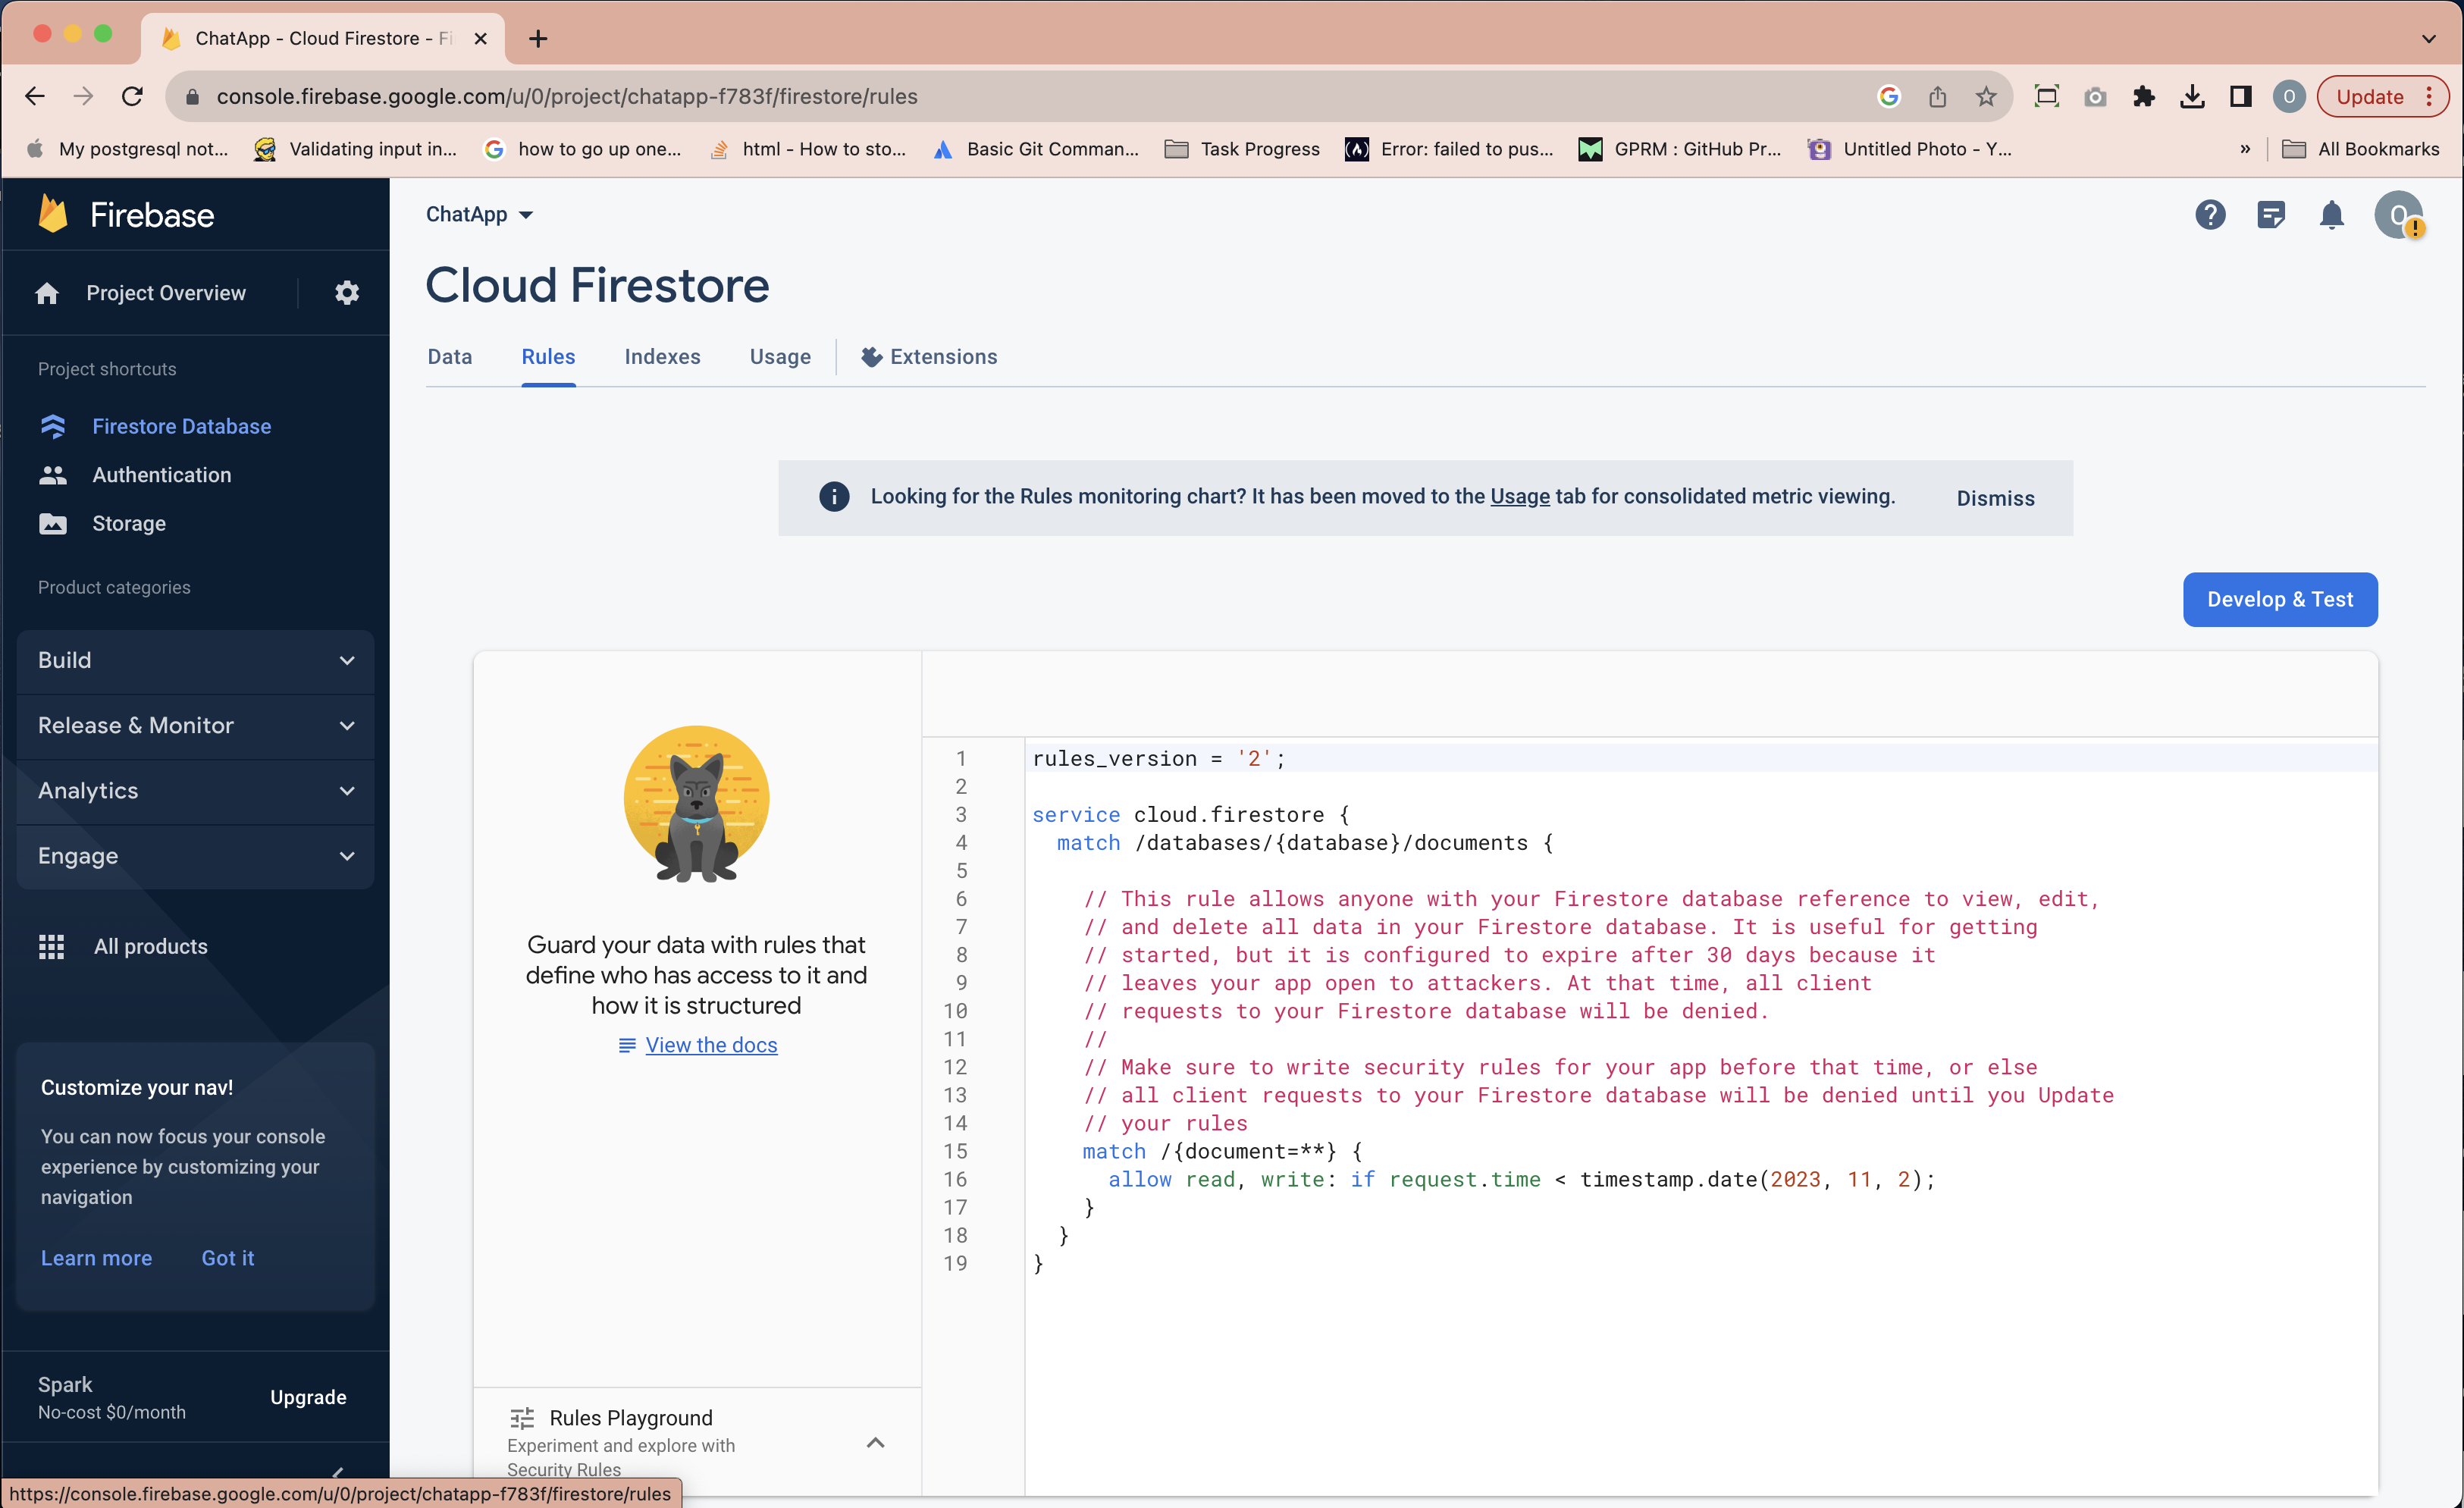 ChatApp - Cloud Firestore - Fi
console.firebase.google.com/u/0/project/chatapp-f783f/firestore/rules
O
Update
My postgresql not...
Validating input in...
how to go up one...
html - How to sto...
Basic Git Comman...
Task Progress
Error: failed to pus...
GPRM : GitHub Pr...
Untitled Photo - Y...
»
All Bookmarks
Firebase
Project Overview
Project shortcuts
Firestore Database
Authentication
Storage
Product categories
Build
Release & Monitor
Analytics
Engage
All products
Customize your nav!
You can now focus your console
experience by customizing your
navigation
Learn more
Got it
Spark
No-cost $0/month
Upgrade
ChatApp
O
Cloud Firestore
Data
Rules
Indexes
Usage
Extensions
Looking for the Rules monitoring chart? It has been moved to the Usage tab for consolidated metric viewing.
Dismiss
Develop & Test
Guard your data with rules that
define who has access to it and
how it is structured
View the docs
Rules Playground
Experiment and explore with
Security Rules
1 rules_version = '2';
2
3 service cloud.firestore {
4 match /databases/{database}/documents {
5
6 // This rule allows anyone with your Firestore database reference to view, edit,
7 // and delete all data in your Firestore database. It is useful for getting
8 // started, but it is configured to expire after 30 days because it
9 // leaves your app open to attackers. At that time, all client
10 // requests to your Firestore database will be denied.
11 //
12 // Make sure to write security rules for your app before that time, or else
13 // all client requests to your Firestore database will be denied until you Update
14 // your rules
15 match /{document=**} {
16 allow read, write: if request.time < timestamp.date(2023, 11, 2);
17 }
18 }
19 }
https://console.firebase.google.com/u/0/project/chatapp-f783f/firestore/rules